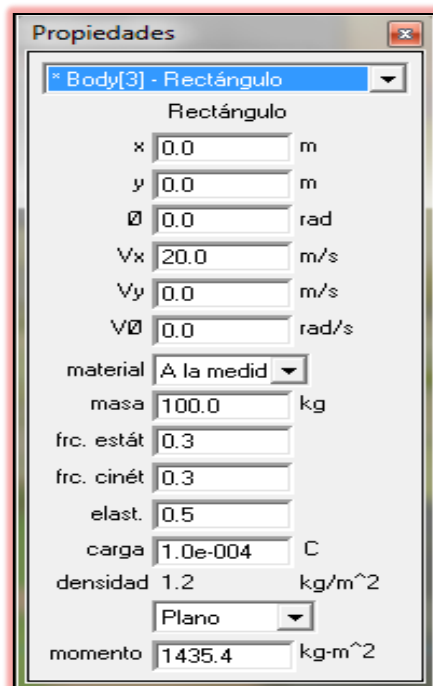 Propiedades
* Body[3] - Rectángulo
Rectángulo
x 0.0 m
y 0.0 m
Ø 0.0 rad
Vx 20.0 m/s
Vy 0.0 m/s
VØ 0.0 rad/s
material A la medid
masa 100.0 kg
frc. estát 0.3
frc. cinét 0.3
elast. 0.5
carga 1.0e-004 C
densidad 1.2 kg/m^2
Plano
momento 1435.4 kg-m^2